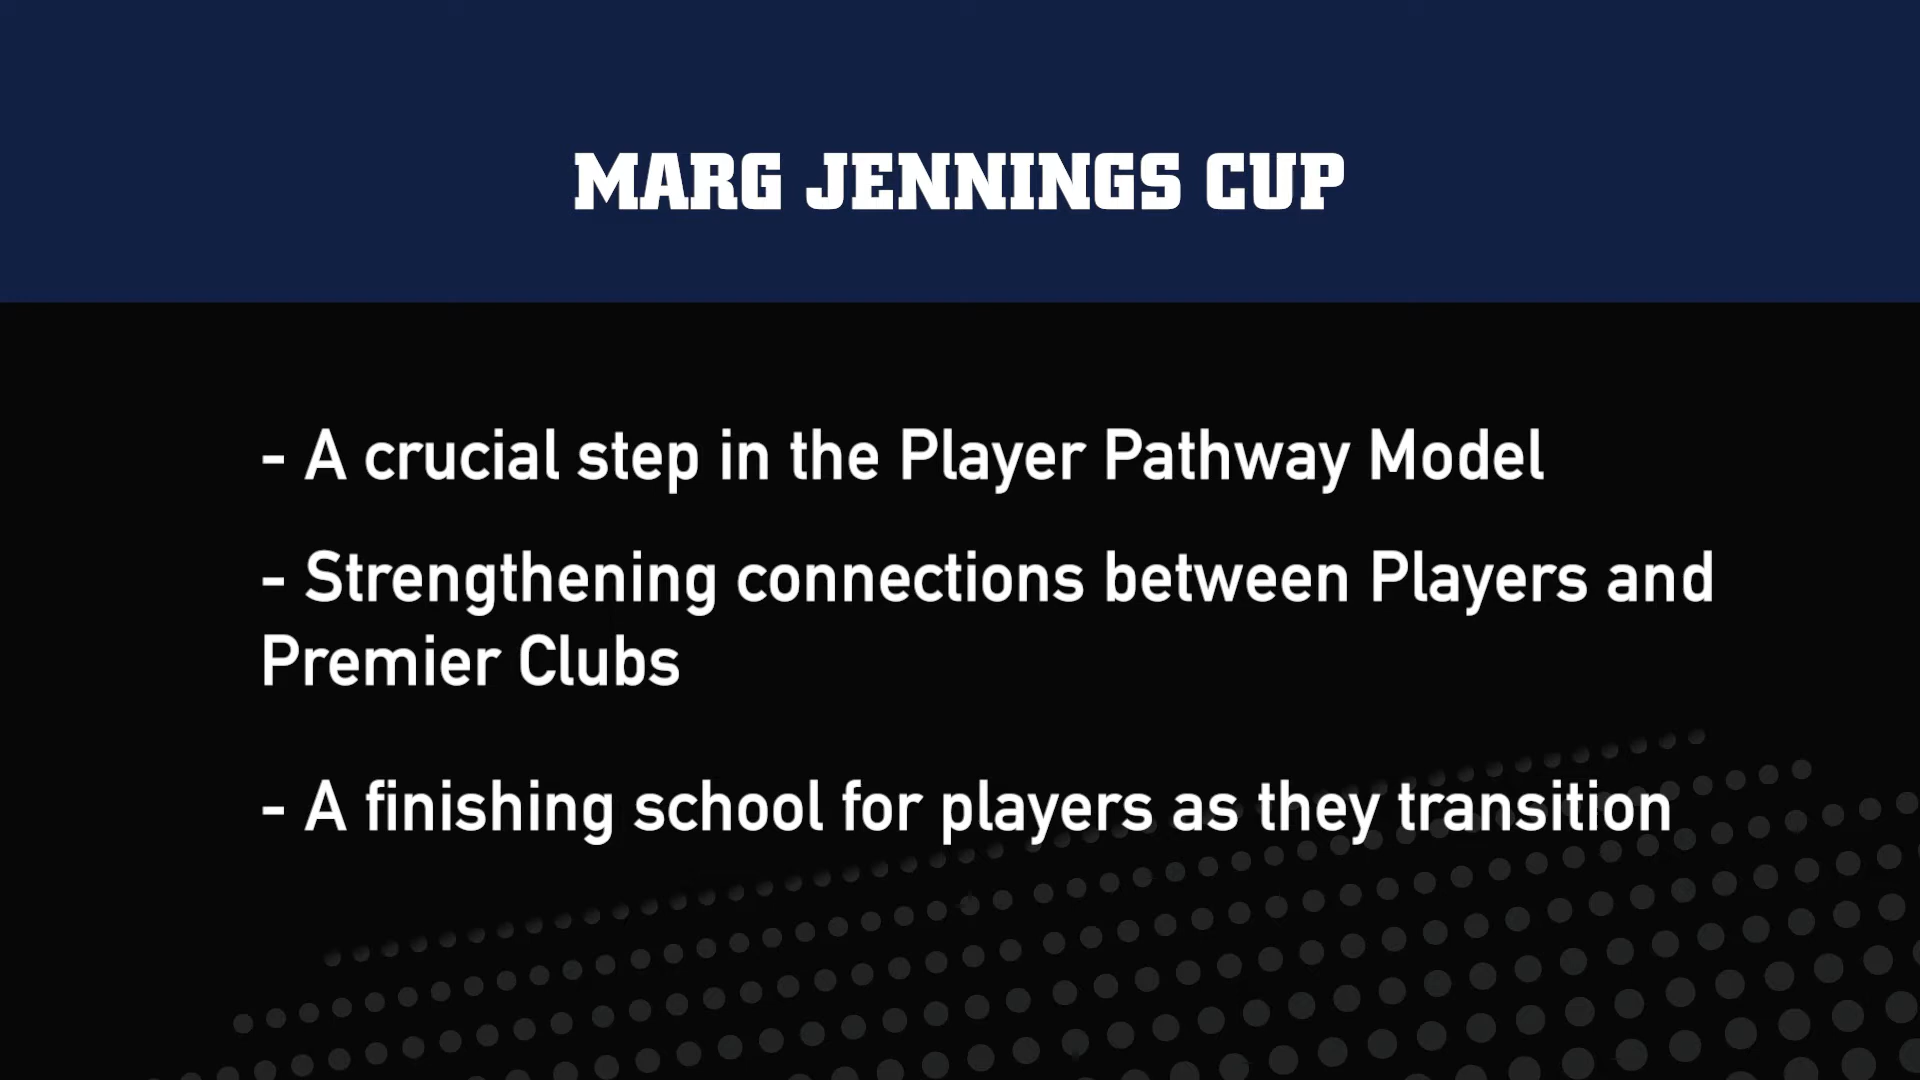 MARG JENNINGS CUP
- A crucial step in the Player Pathway Model
- Strengthening connections between Players and
Premier Clubs
- A finishing school for players as they transition